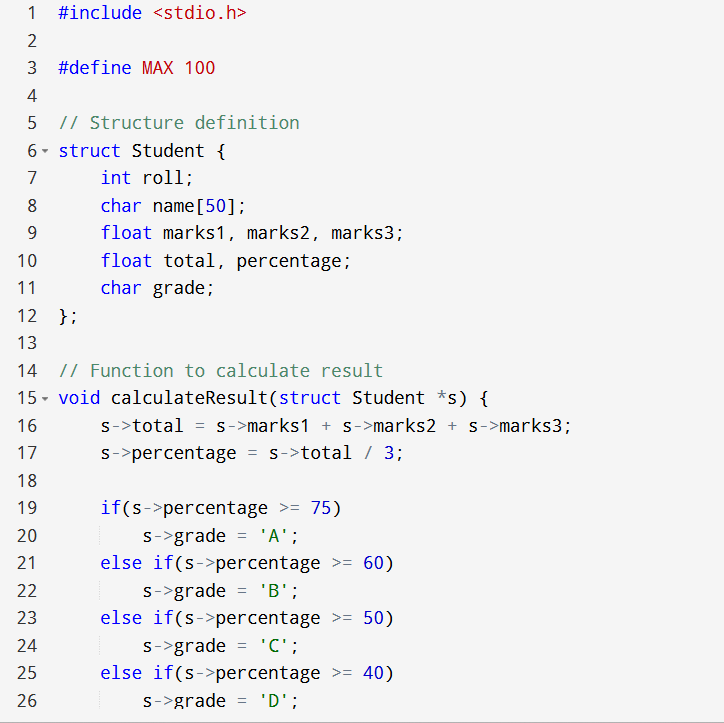 1 #include <stdio.h>
2
3 #define MAX 100
4
5 // Structure definition
6 struct Student {
7     int roll;
8     char name[50];
9     float marks1, marks2, marks3;
10     float total, percentage;
11     char grade;
12 };
13
14 // Function to calculate result
15 void calculateResult(struct Student *s) {
16     s->total = s->marks1 + s->marks2 + s->marks3;
17     s->percentage = s->total / 3;
18
19     if(s->percentage >= 75)
20         s->grade = 'A';
21     else if(s->percentage >= 60)
22         s->grade = 'B';
23     else if(s->percentage >= 50)
24         s->grade = 'C';
25     else if(s->percentage >= 40)
26         s->grade = 'D';